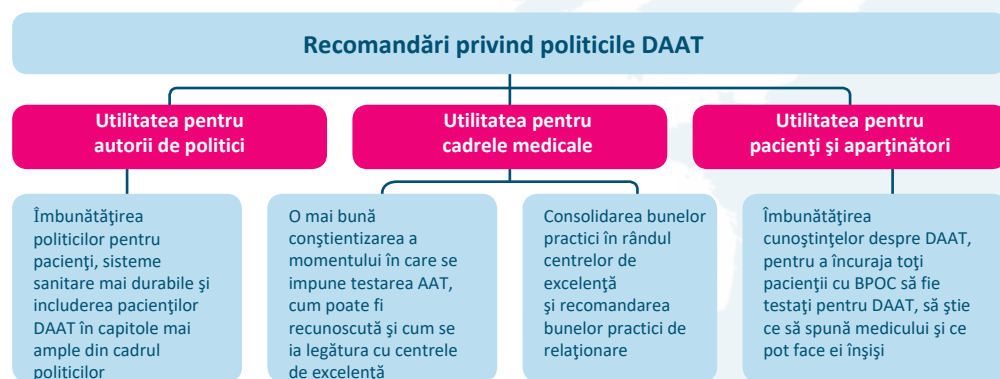 Recomandări privind politicile DAAT
Utilitatea pentru
autorii de politici
Utilitatea pentru
cadrele medicale
Utilitatea pentru
pacienţi şi aparţinători
Îmbunătăţirea
politicilor pentru
pacienţi, sisteme
sanitare mai durabile şi
includerea pacienţilor
DAAT în capitole mai
ample din cadrul
politicilor
O mai bună
conştientizarea a
momentului în care se
impune testarea AAT,
cum poate fi
recunoscută şi cum se
ia legătura cu centrele
de excelenţă
Consolidarea bunelor
practici în rândul
centrelor de
excelenţă
şi recomandarea
bunelor practici de
relaţionare
Îmbunătăţirea
cunoştinţelor despre DAAT,
pentru a încuraja toţi
pacienţii cu BPOC să fie
testaţi pentru DAAT, să ştie
ce să spună medicului şi ce
pot face ei înşişi